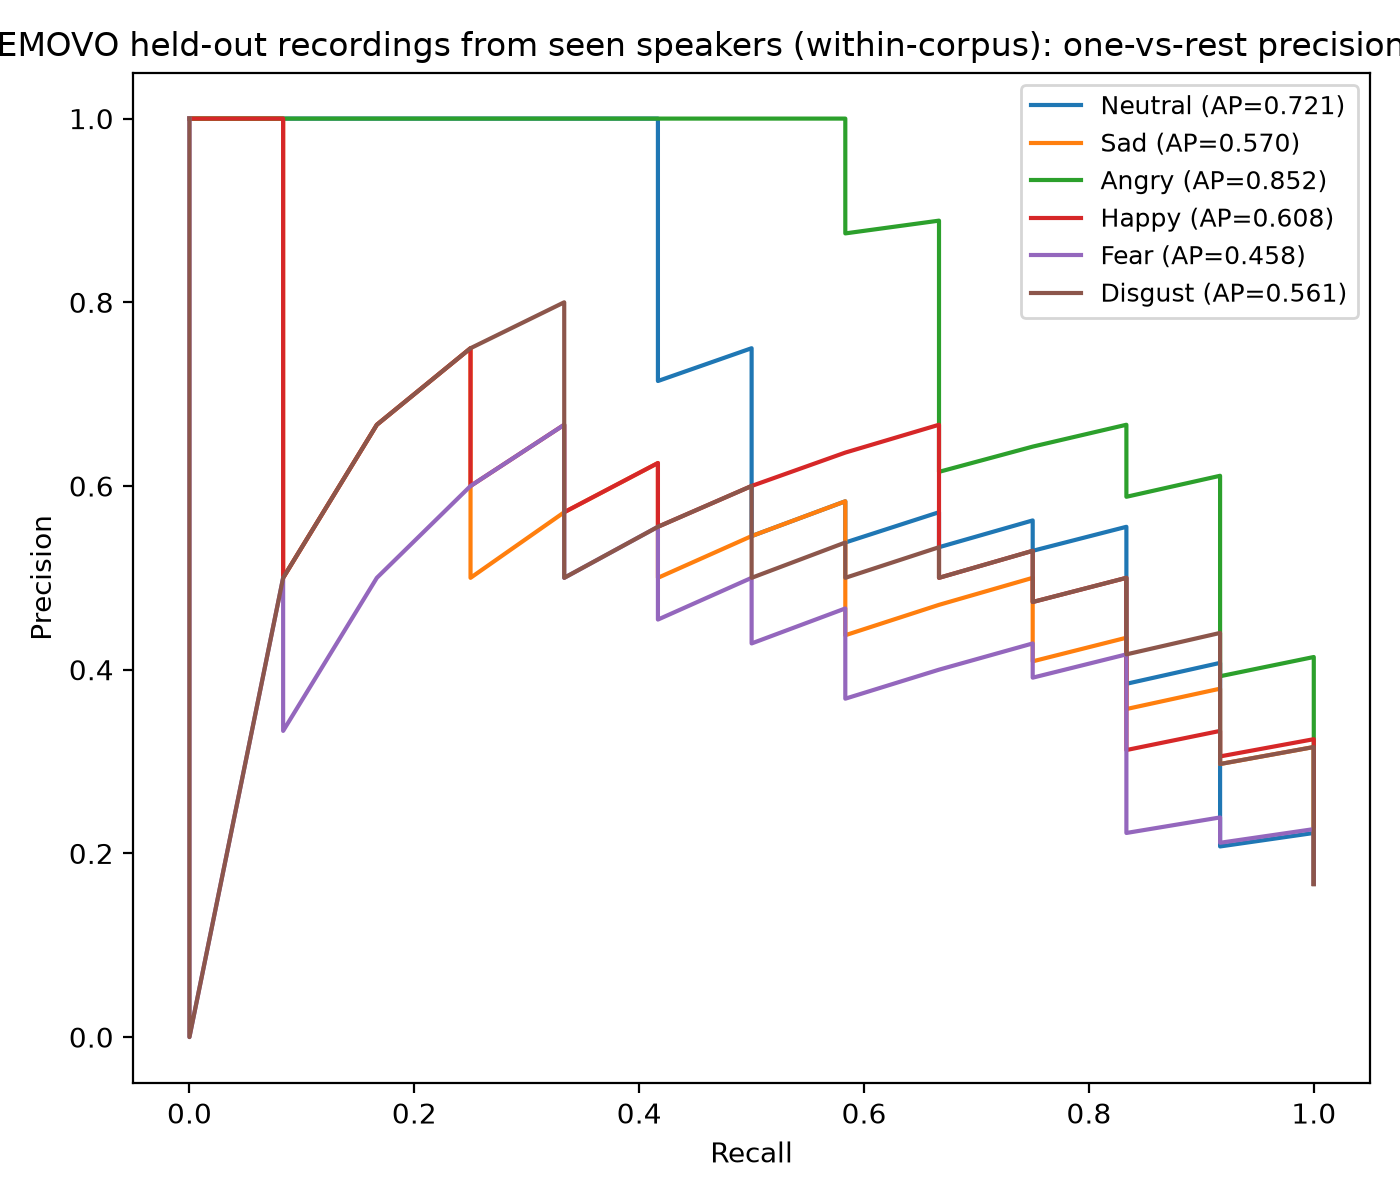 EMOVO held-out recordings from seen speakers (within-corpus): one-vs-rest precision
Neutral (AP=0.721)
Sad (AP=0.570)
Angry (AP=0.852)
Happy (AP=0.608)
Fear (AP=0.458)
Disgust (AP=0.561)
1.0
0.8
0.6
0.4
0.2
0.0
Precision
0.0 0.2 0.4 0.6 0.8 1.0
Recall